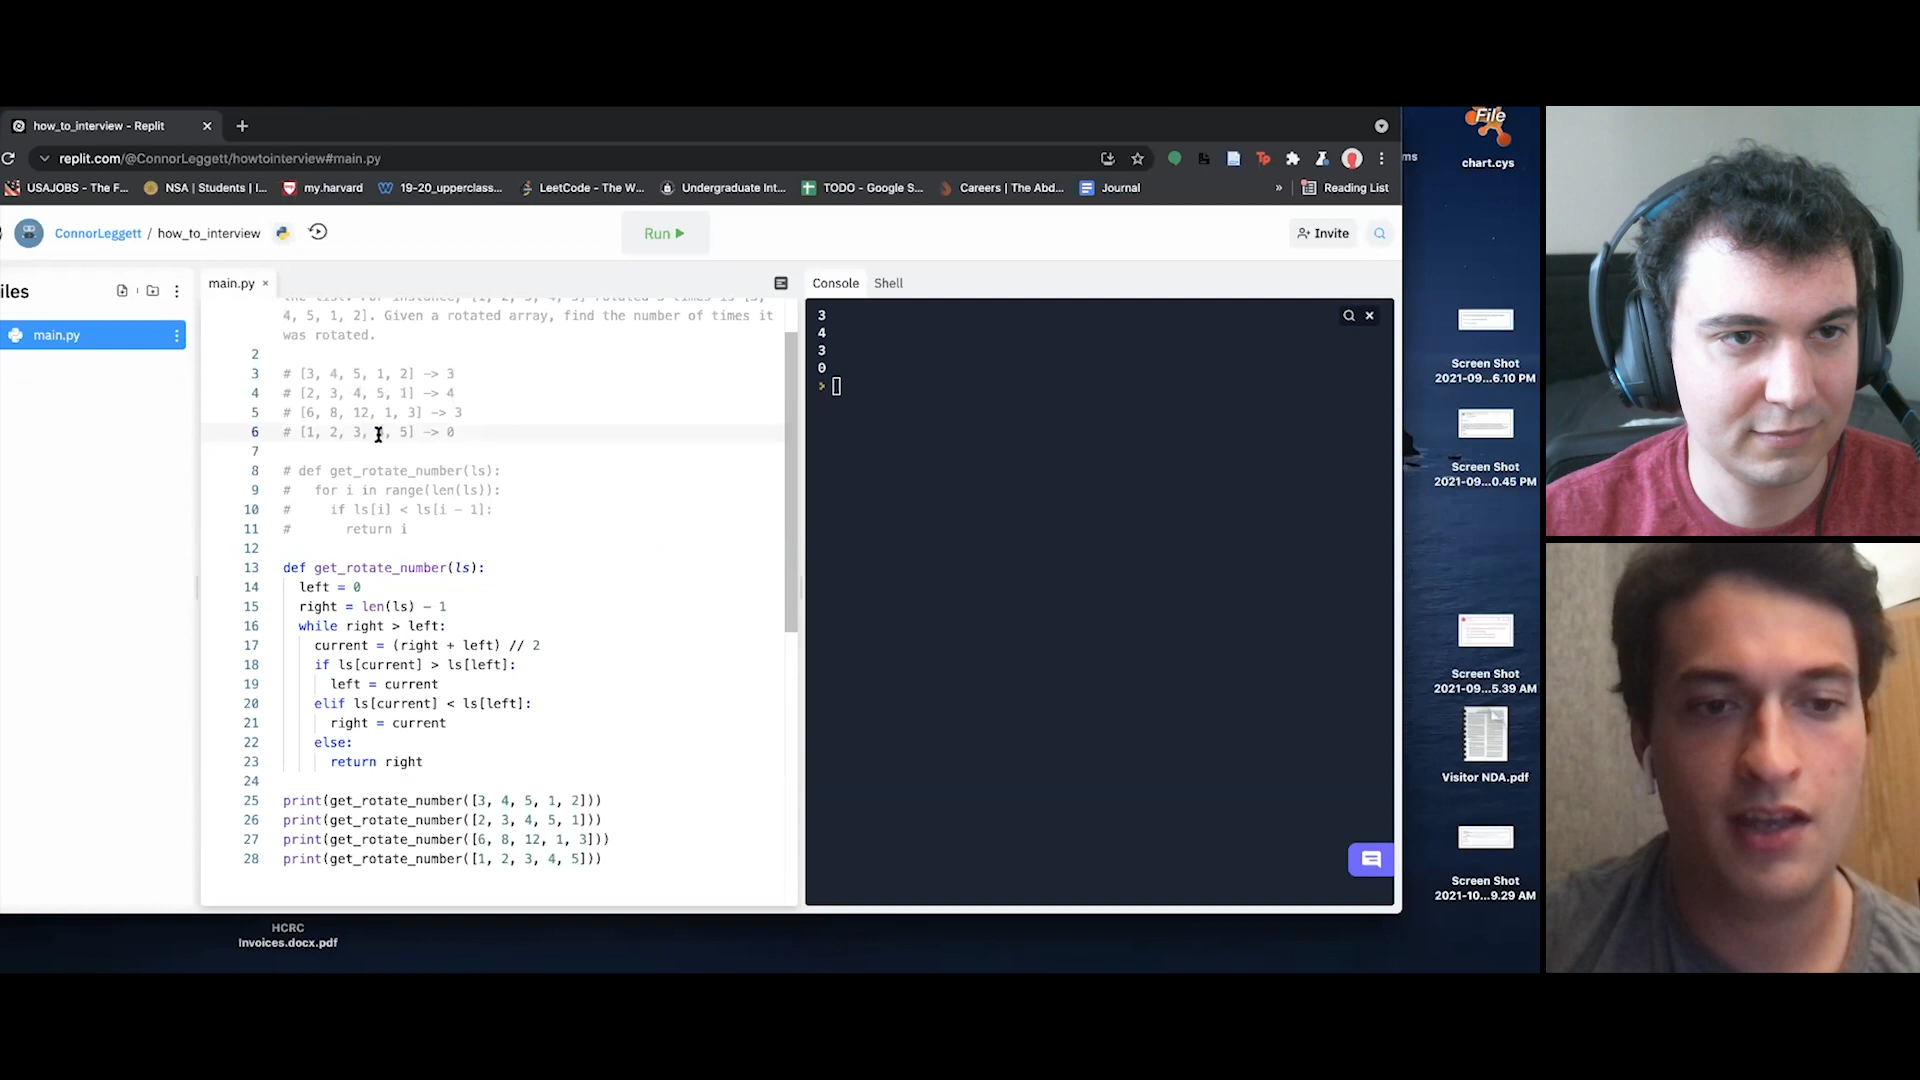 how_to_interview - Replit
replit.com/@ConnorLeggett/howtointerview#main.py
USAJOBS - The F...
NSA | Students | I...
my.harvard
19-20_upperclass...
LeetCode - The W...
Undergraduate Int...
TODO - Google S...
Careers | The Abd...
Journal
»
Reading List
ConnorLeggett / how_to_interview
Run
Invite
iles
main.py
main.py
Console
Shell
4, 5, 1, 2]. Given a rotated array, find the number of times it
was rotated.
2
3 # [3, 4, 5, 1, 2] -> 3
4 # [2, 3, 4, 5, 1] -> 4
5 # [6, 8, 12, 1, 3] -> 3
6 # [1, 2, 3, , 5] -> 0
7
8 # def get_rotate_number(ls):
9 #   for i in range(len(ls)):
10 #     if ls[i] < ls[i - 1]:
11 #       return i
12
13 def get_rotate_number(ls):
14   left = 0
15   right = len(ls) - 1
16   while right > left:
17     current = (right + left) // 2
18     if ls[current] > ls[left]:
19       left = current
20     elif ls[current] < ls[left]:
21       right = current
22     else:
23       return right
24
25 print(get_rotate_number([3, 4, 5, 1, 2]))
26 print(get_rotate_number([2, 3, 4, 5, 1]))
27 print(get_rotate_number([6, 8, 12, 1, 3]))
28 print(get_rotate_number([1, 2, 3, 4, 5]))
3
4
3
0
>
File
chart.cys
ms
Screen Shot
2021-09...6.10 PM
Screen Shot
2021-09...0.45 PM
Screen Shot
2021-09...5.39 AM
Visitor NDA.pdf
Screen Shot
2021-10...9.29 AM
HCRC
Invoices.docx.pdf